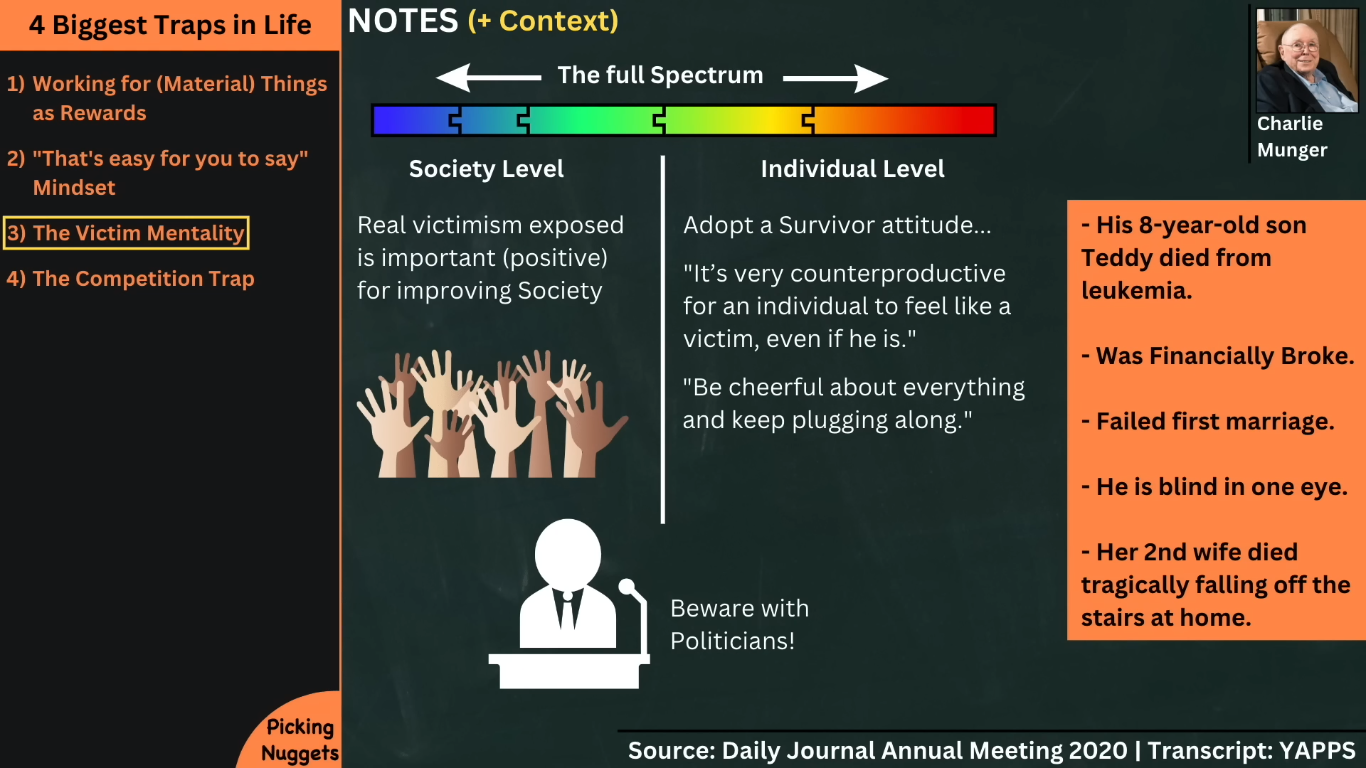 4 Biggest Traps in Life
1) Working for (Material) Things
as Rewards
2) "That's easy for you to say"
Mindset
3) The Victim Mentality
4) The Competition Trap
Picking
Nuggets
NOTES (+ Context)
The full Spectrum
Society Level
Real victimism exposed
is important (positive)
for improving Society
Individual Level
Adopt a Survivor attitude...
"It’s very counterproductive
for an individual to feel like a
victim, even if he is."
"Be cheerful about everything
and keep plugging along."
Beware with
Politicians!
Charlie
Munger
- His 8-year-old son
Teddy died from
leukemia.
- Was Financially Broke.
- Failed first marriage.
- He is blind in one eye.
- Her 2nd wife died
tragically falling off the
stairs at home.
Source: Daily Journal Annual Meeting 2020 | Transcript: YAPPS